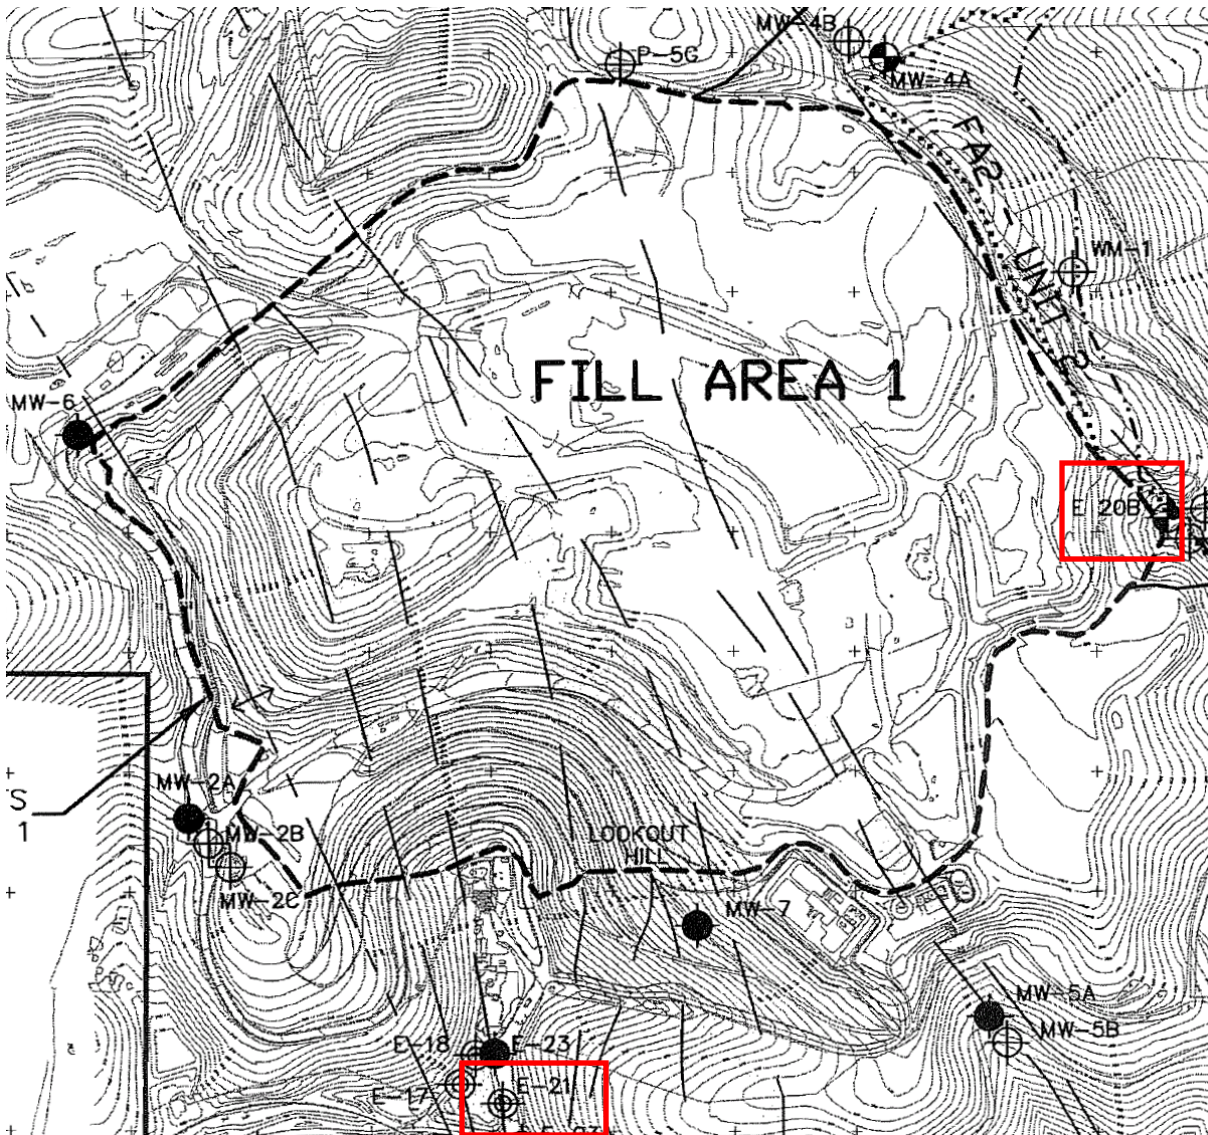 MW-4B
P-5C
MW-4A
FA2 UNIT 2
WM-1
FILL AREA 1
MW-6
E 20B
S
1
MW-2A
MW-2B
MW-2C
LOOKOUT
HILL
MW-7
MW-5A
MW-5B
E-18
E-23
E-17
E-21